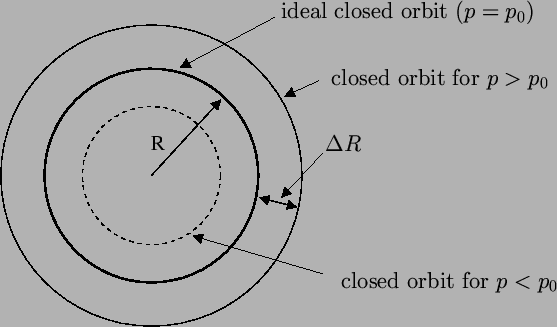 ideal closed orbit (p = p₀)
closed orbit for p > p₀
R
ΔR
closed orbit for p < p₀